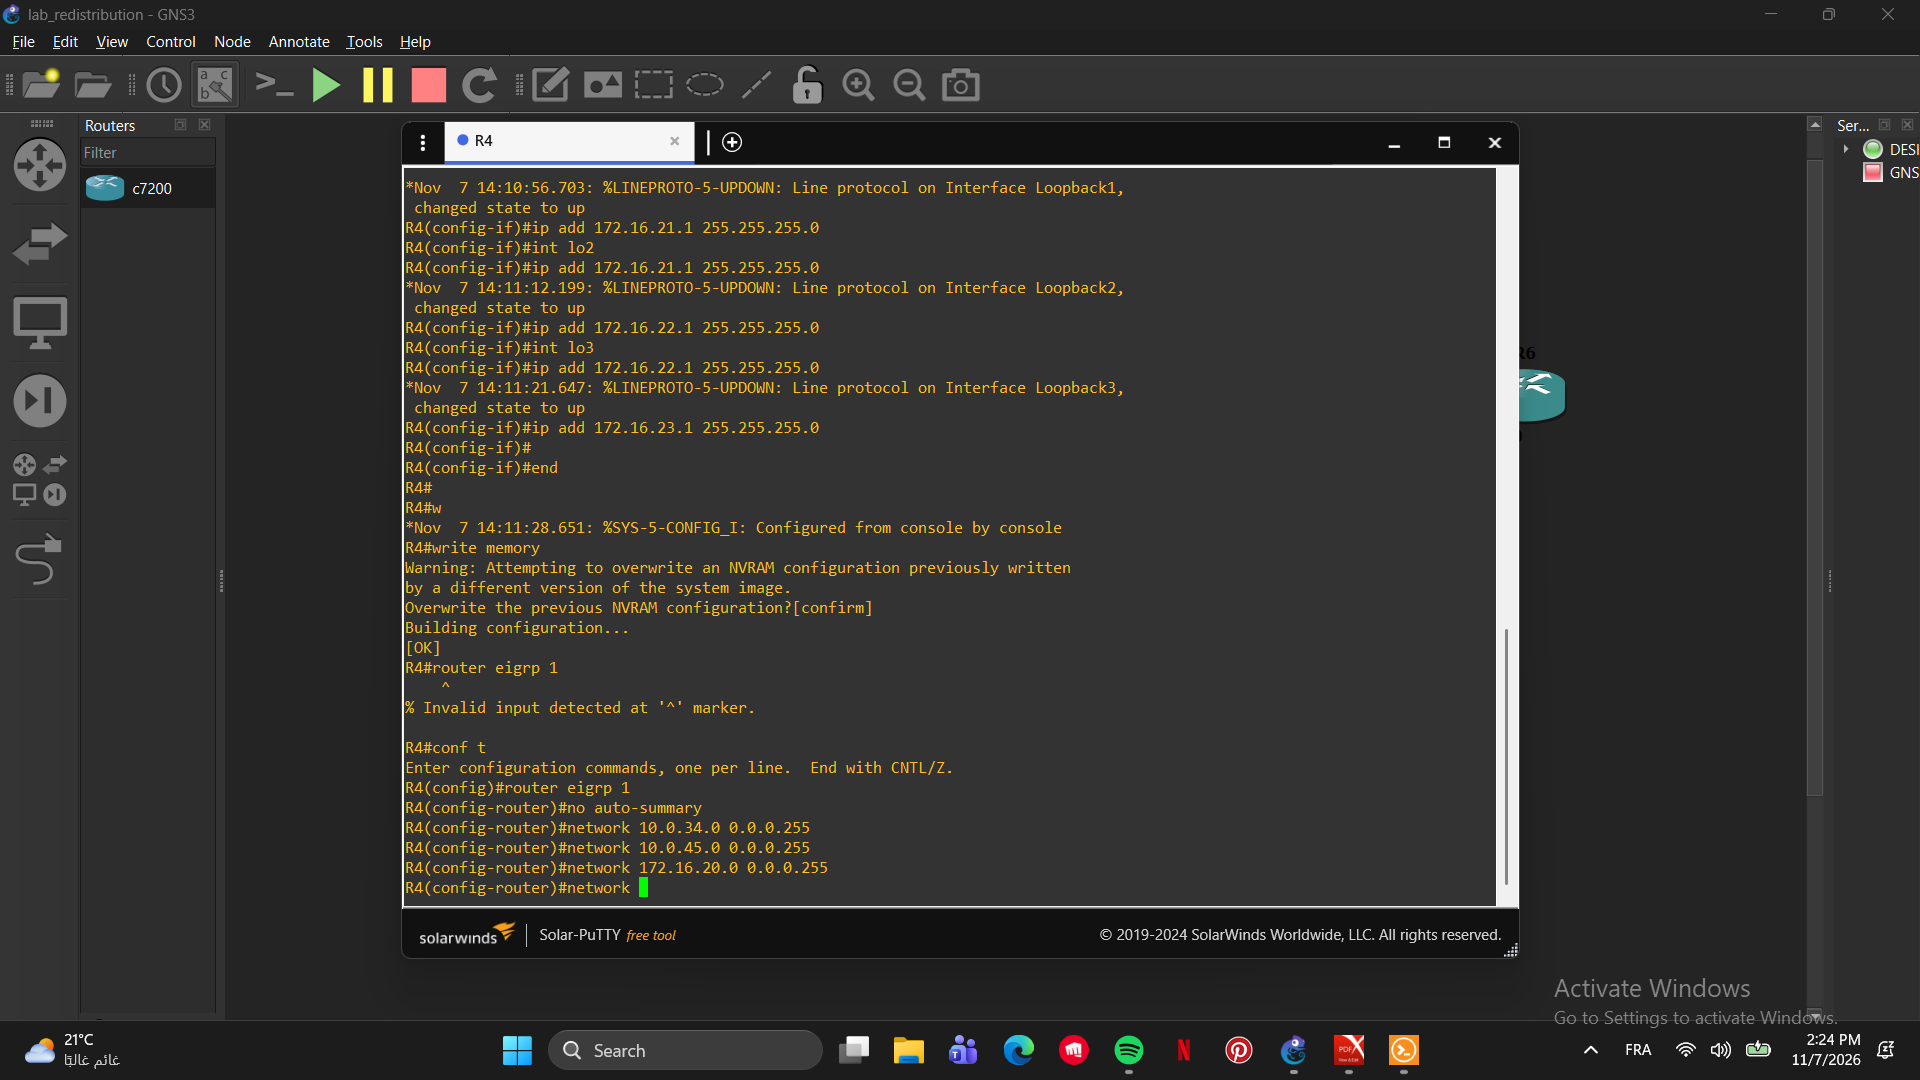 lab_redistribution - GNS3
File Edit View Control Node Annotate Tools Help
Routers
Filter
c7200
R4
*Nov  7 14:10:56.703: %LINEPROTO-5-UPDOWN: Line protocol on Interface Loopback1,
 changed state to up
R4(config-if)#ip add 172.16.21.1 255.255.255.0
R4(config-if)#int lo2
R4(config-if)#ip add 172.16.21.1 255.255.255.0
*Nov  7 14:11:12.199: %LINEPROTO-5-UPDOWN: Line protocol on Interface Loopback2,
 changed state to up
R4(config-if)#ip add 172.16.22.1 255.255.255.0
R4(config-if)#int lo3
R4(config-if)#ip add 172.16.22.1 255.255.255.0
*Nov  7 14:11:21.647: %LINEPROTO-5-UPDOWN: Line protocol on Interface Loopback3,
 changed state to up
R4(config-if)#ip add 172.16.23.1 255.255.255.0
R4(config-if)#
R4(config-if)#end
R4#
R4#w
*Nov  7 14:11:28.651: %SYS-5-CONFIG_I: Configured from console by console
R4#write memory
Warning: Attempting to overwrite an NVRAM configuration previously written
by a different version of the system image.
Overwrite the previous NVRAM configuration?[confirm]
Building configuration...
[OK]
R4#router eigrp 1
^
% Invalid input detected at '^' marker.
R4#conf t
Enter configuration commands, one per line.  End with CNTL/Z.
R4(config)#router eigrp 1
R4(config-router)#no auto-summary
R4(config-router)#network 10.0.34.0 0.0.0.255
R4(config-router)#network 10.0.45.0 0.0.0.255
R4(config-router)#network 172.16.20.0 0.0.0.255
R4(config-router)#network
solarwinds Solar-PuTTY free tool
© 2019-2024 SolarWinds Worldwide, LLC. All rights reserved.
R6
Ser...
DESH
GNS
Activate Windows
Go to Settings to activate Windows.
21°C
غائم غالبًا
Search
FRA
2:24 PM
11/7/2026